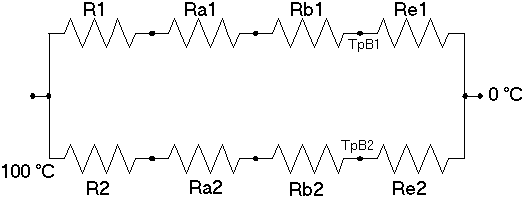 R1 Ra1 Rb1 Re1
TpB1
0 °C
TpB2
100 °C
R2 Ra2 Rb2 Re2